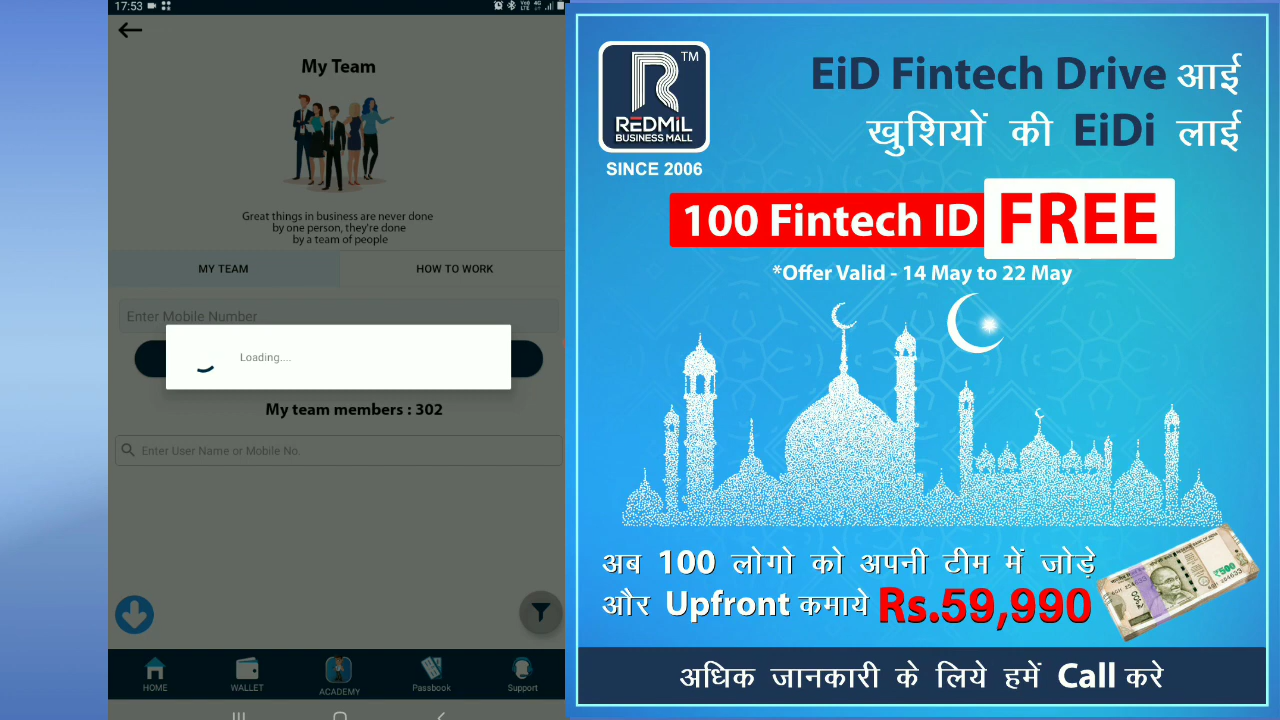 17:53
My Team
Great things in business are never done
by one person, they're done
by a team of people
MY TEAM
HOW TO WORK
Enter Mobile Number
Loading....
My team members : 302
Enter User Name or Mobile No.
HOME
WALLET
ACADEMY
Passbook
Support
TM
REDMiL
BUSINESS MALL
SINCE 2006
EiD Fintech Drive आई
खुशियों की EiDi लाई
100 Fintech ID FREE
*Offer Valid - 14 May to 22 May
अब 100 लोगो को अपनी टीम में जोड़े
और Upfront कमाये Rs.59,990
₹500
अधिक जानकारी के लिये हमें Call करे